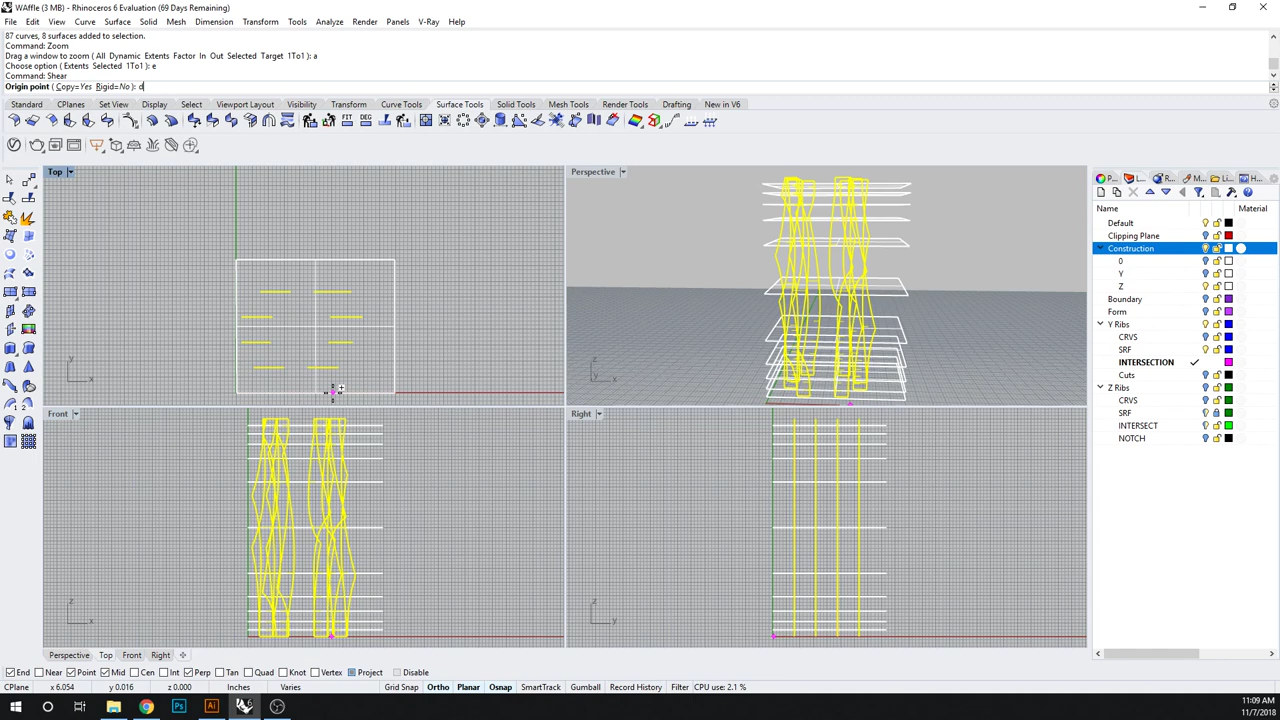 WAffle (3 MB) - Rhinoceros 6 Evaluation (69 Days Remaining)
File Edit View Curve Surface Solid Mesh Dimension Transform Tools Analyze Render Panels V-Ray Help
87 curves, 8 surfaces added to selection.
Command: Zoom
Drag a window to zoom ( All Dynamic Extents Factor In Out Selected Target 1To1 ): a
Choose option ( Extents Selected 1To1 ): e
Command: Shear
Origin point ( Copy=Yes Rigid=No ): 
Standard CPlanes Set View Display Select Viewport Layout Visibility Transform Curve Tools Surface Tools Solid Tools Mesh Tools Render Tools Drafting New in V6
FIT DEG
Top
Perspective
P... L... R... M... Li... H...
Name Material
Default
Clipping Plane
Construction
0
Y
Z
Boundary
Form
Y Ribs
CRVS
SRF
INTERSECTION
Cuts
Z Ribs
CRVS
SRF
INTERSECT
NOTCH
y x
z y x
Front
Right
z x
z y
Perspective Top Front Right
End Near Point Mid Cen Int Perp Tan Quad Knot Vertex Project Disable
CPlane x 6.054 y 0.016 z 0.000 Inches Varies Grid Snap Ortho Planar Osnap SmartTrack Gumball Record History Filter CPU use: 2.1 %
Ps Ai
11:09 AM
11/7/2018